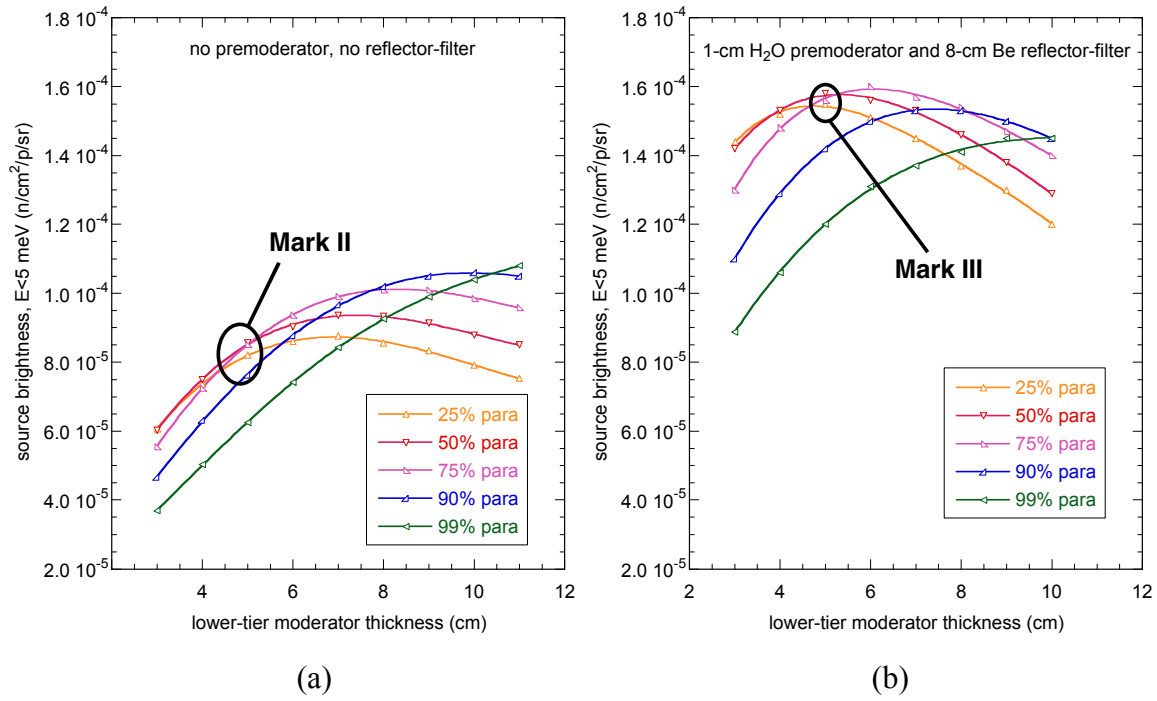 no premoderator, no reflector-filter
source brightness, E<5 meV (n/cm²/p/sr)
1.8 10⁻⁴
1.6 10⁻⁴
1.4 10⁻⁴
1.2 10⁻⁴
1.0 10⁻⁴
8.0 10⁻⁵
6.0 10⁻⁵
4.0 10⁻⁵
2.0 10⁻⁵
Mark II
25% para
50% para
75% para
90% para
99% para
2 4 6 8 10 12
lower-tier moderator thickness (cm)
(a)
1-cm H₂O premoderator and 8-cm Be reflector-filter
source brightness, E<5 meV (n/cm²/p/sr)
1.8 10⁻⁴
1.6 10⁻⁴
1.4 10⁻⁴
1.2 10⁻⁴
1.0 10⁻⁴
8.0 10⁻⁵
6.0 10⁻⁵
4.0 10⁻⁵
2.0 10⁻⁵
Mark III
25% para
50% para
75% para
90% para
99% para
2 4 6 8 10 12
lower-tier moderator thickness (cm)
(b)